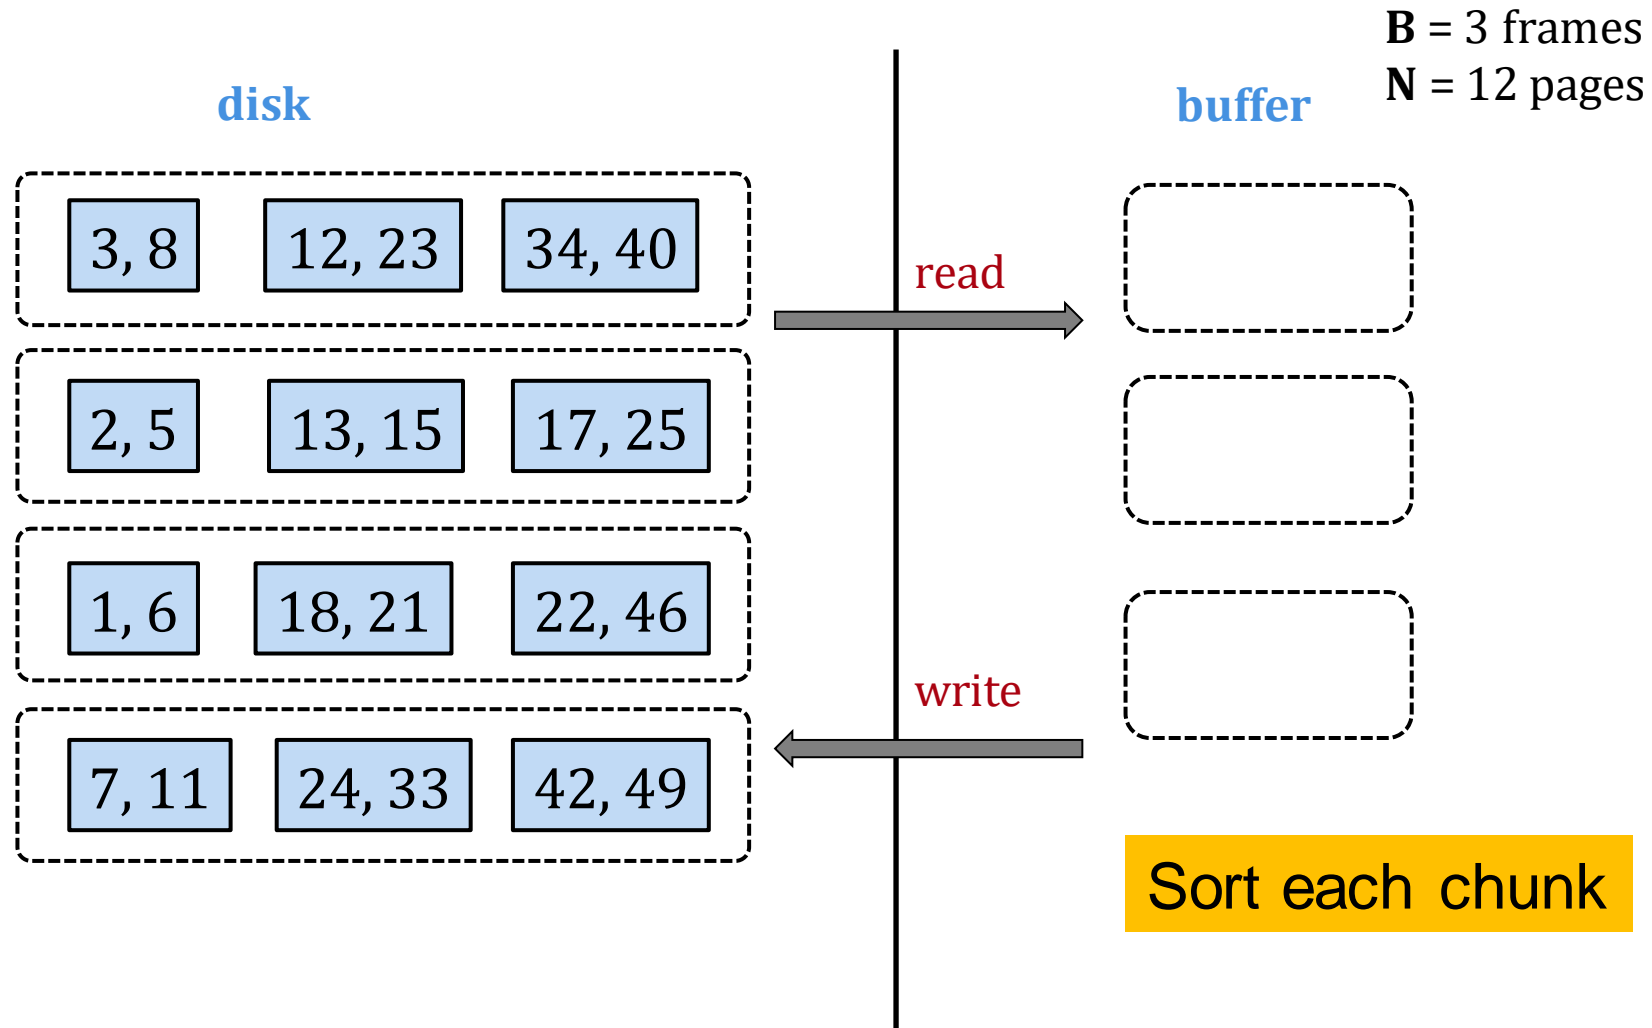 B = 3 frames
N = 12 pages
disk
buffer
3, 8
12, 23
34, 40
read
2, 5
13, 15
17, 25
1, 6
18, 21
22, 46
write
7, 11
24, 33
42, 49
Sort each chunk